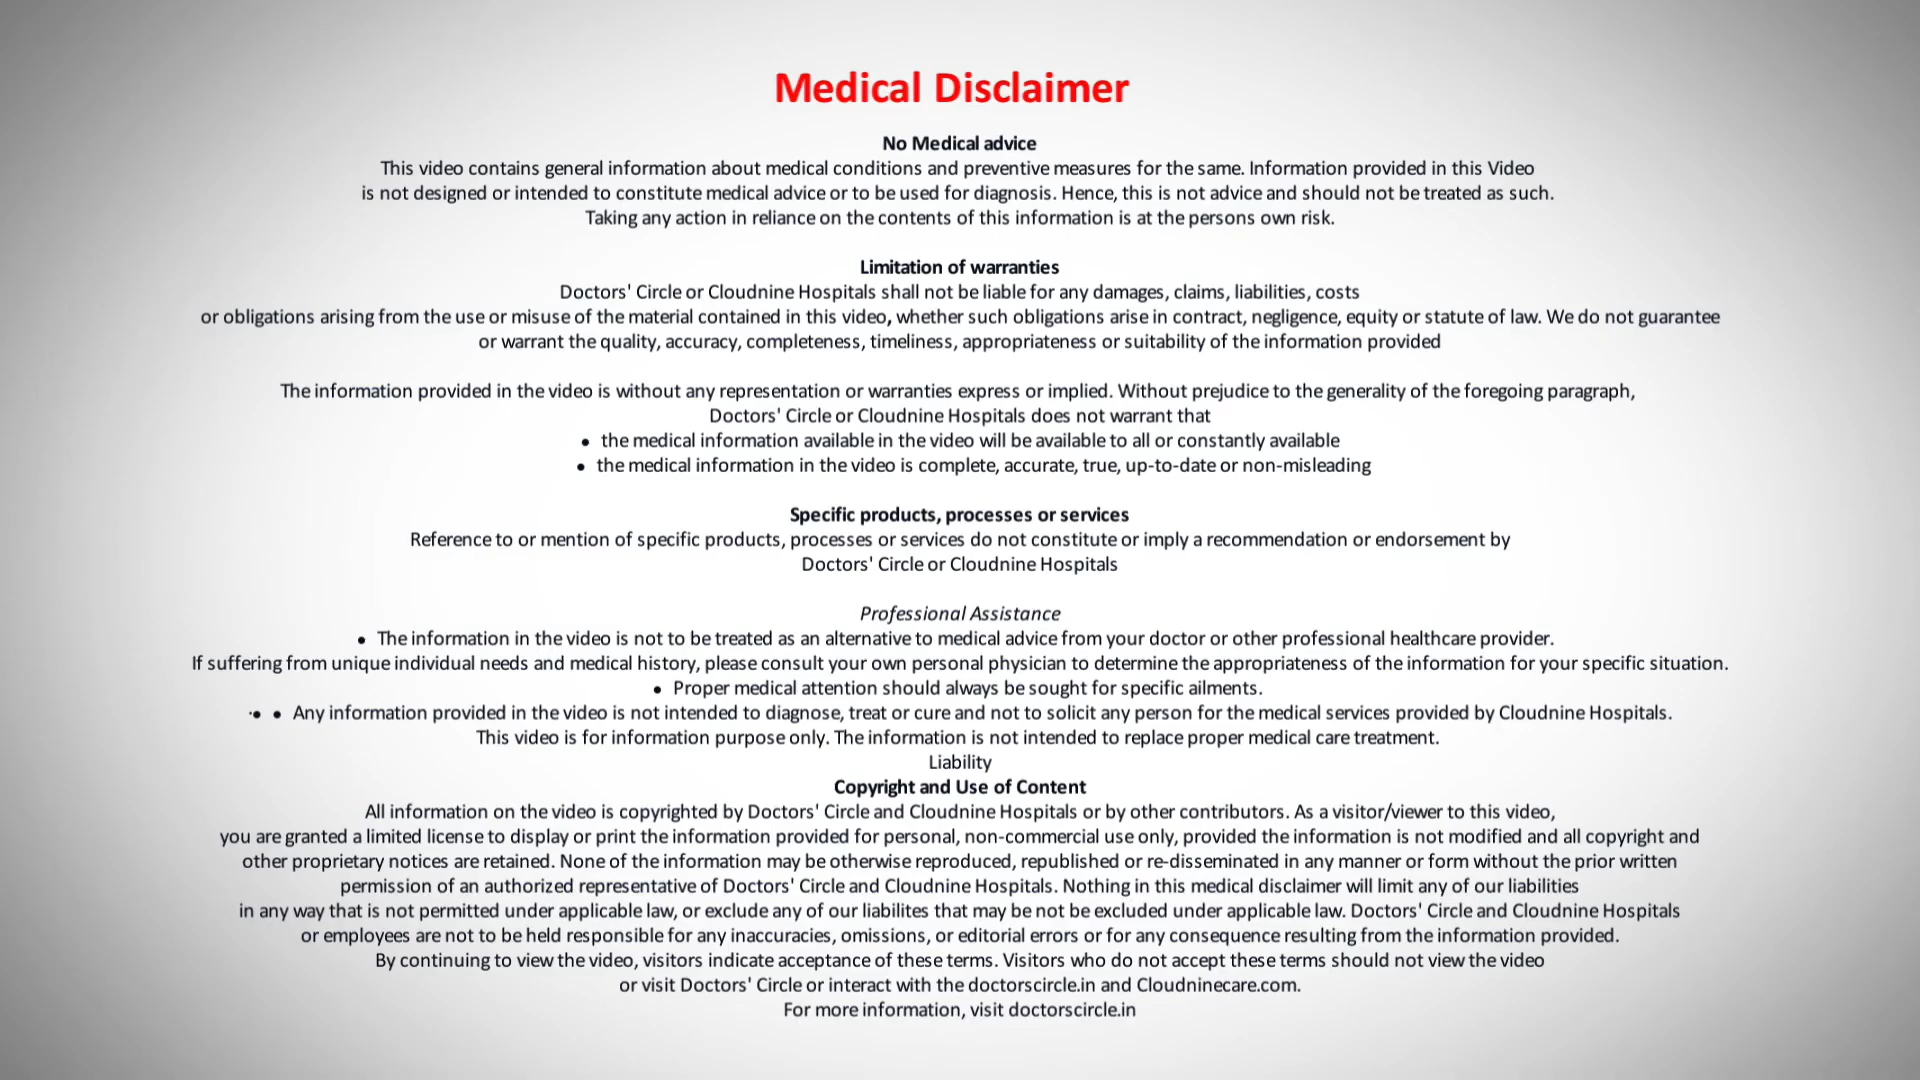 Medical Disclaimer
No Medical advice
This video contains general information about medical conditions and preventive measures for the same. Information provided in this Video
is not designed or intended to constitute medical advice or to be used for diagnosis. Hence, this is not advice and should not be treated as such.
Taking any action in reliance on the contents of this information is at the persons own risk.
Limitation of warranties
Doctors' Circle or Cloudnine Hospitals shall not be liable for any damages, claims, liabilities, costs
or obligations arising from the use or misuse of the material contained in this video, whether such obligations arise in contract, negligence, equity or statute of law. We do not guarantee
or warrant the quality, accuracy, completeness, timeliness, appropriateness or suitability of the information provided
The information provided in the video is without any representation or warranties express or implied. Without prejudice to the generality of the foregoing paragraph,
Doctors' Circle or Cloudnine Hospitals does not warrant that
• the medical information available in the video will be available to all or constantly available
• the medical information in the video is complete, accurate, true, up-to-date or non-misleading
Specific products, processes or services
Reference to or mention of specific products, processes or services do not constitute or imply a recommendation or endorsement by
Doctors' Circle or Cloudnine Hospitals
Professional Assistance
• The information in the video is not to be treated as an alternative to medical advice from your doctor or other professional healthcare provider.
If suffering from unique individual needs and medical history, please consult your own personal physician to determine the appropriateness of the information for your specific situation.
• Proper medical attention should always be sought for specific ailments.
·• • Any information provided in the video is not intended to diagnose, treat or cure and not to solicit any person for the medical services provided by Cloudnine Hospitals.
This video is for information purpose only. The information is not intended to replace proper medical care treatment.
Liability
Copyright and Use of Content
All information on the video is copyrighted by Doctors' Circle and Cloudnine Hospitals or by other contributors. As a visitor/viewer to this video,
you are granted a limited license to display or print the information provided for personal, non-commercial use only, provided the information is not modified and all copyright and
other proprietary notices are retained. None of the information may be otherwise reproduced, republished or re-disseminated in any manner or form without the prior written
permission of an authorized representative of Doctors' Circle and Cloudnine Hospitals. Nothing in this medical disclaimer will limit any of our liabilities
in any way that is not permitted under applicable law, or exclude any of our liabilites that may be not be excluded under applicable law. Doctors' Circle and Cloudnine Hospitals
or employees are not to be held responsible for any inaccuracies, omissions, or editorial errors or for any consequence resulting from the information provided.
By continuing to view the video, visitors indicate acceptance of these terms. Visitors who do not accept these terms should not view the video
or visit Doctors' Circle or interact with the doctorscircle.in and Cloudninecare.com.
For more information, visit doctorscircle.in